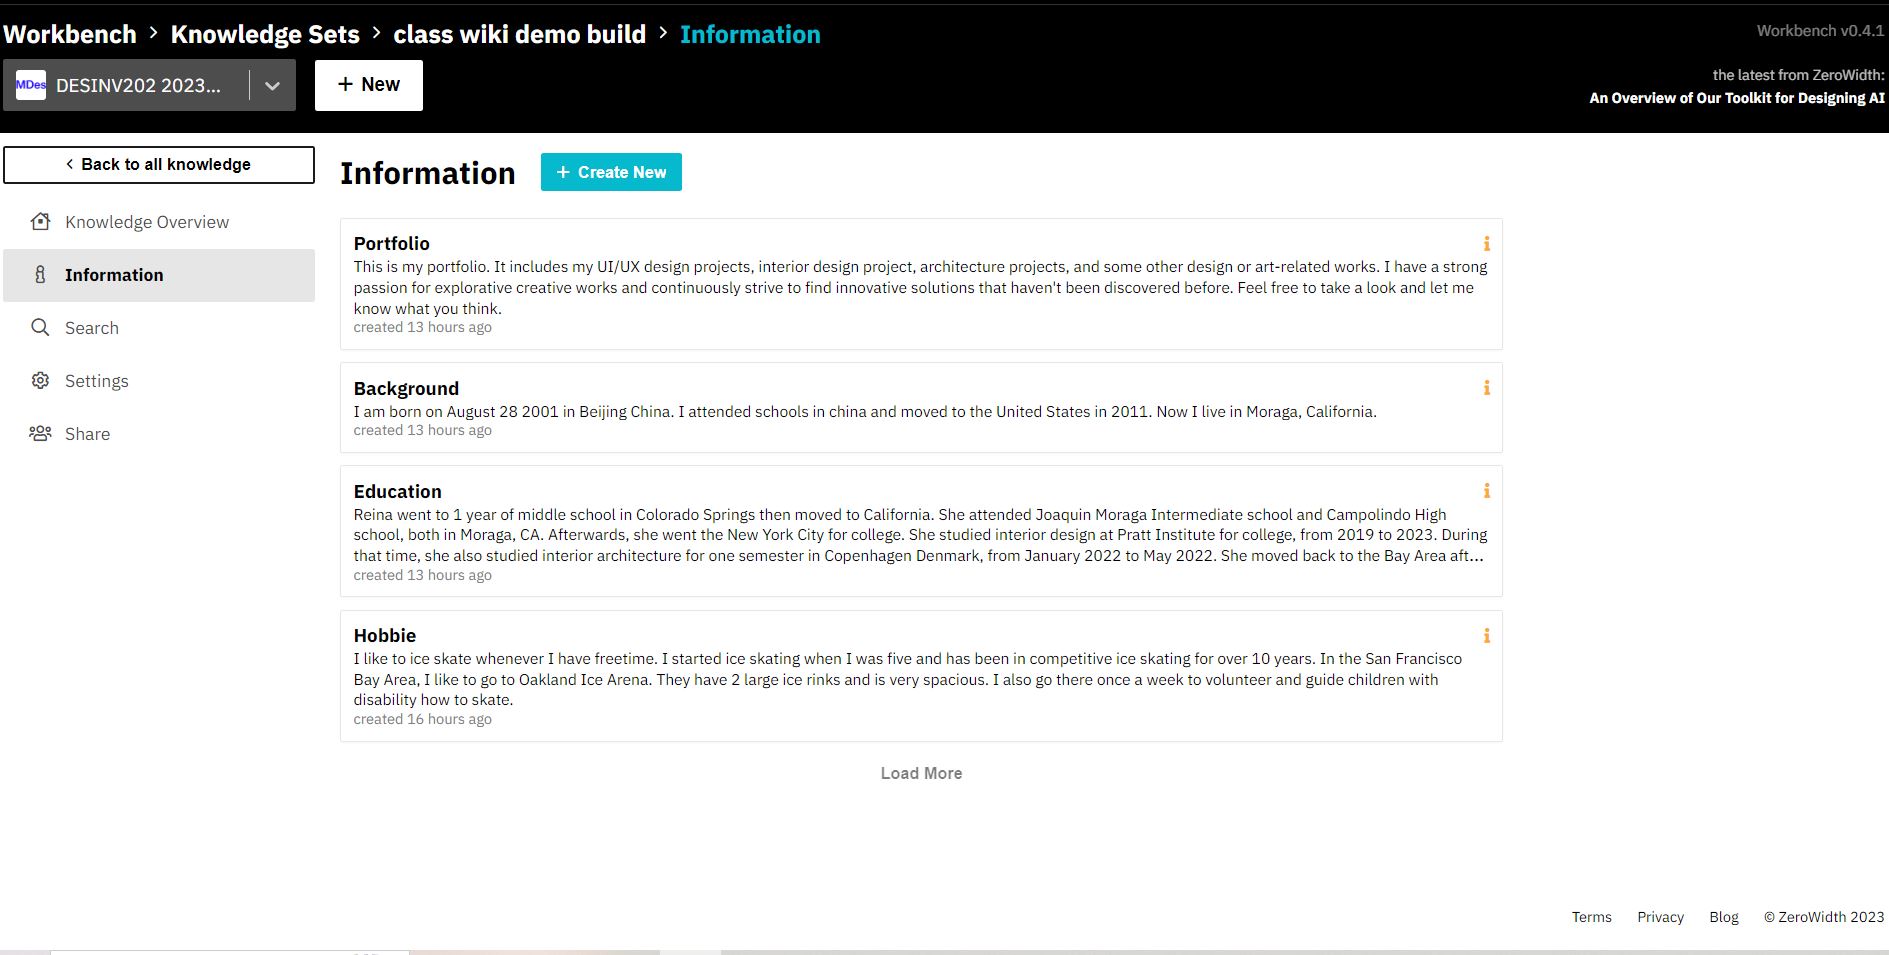 Workbench > Knowledge Sets > class wiki demo build > Information
Workbench v0.4.1
MDes DESINV202 2023...
+ New
the latest from ZeroWidth:
An Overview of Our Toolkit for Designing AI
< Back to all knowledge
Knowledge Overview
Information
Search
Settings
Share
Information
+ Create New
Portfolio
This is my portfolio. It includes my UI/UX design projects, interior design project, architecture projects, and some other design or art-related works. I have a strong
passion for explorative creative works and continuously strive to find innovative solutions that haven't been discovered before. Feel free to take a look and let me
know what you think.
created 13 hours ago
Background
I am born on August 28 2001 in Beijing China. I attended schools in china and moved to the United States in 2011. Now I live in Moraga, California.
created 13 hours ago
Education
Reina went to 1 year of middle school in Colorado Springs then moved to California. She attended Joaquin Moraga Intermediate school and Campolindo High
school, both in Moraga, CA. Afterwards, she went the New York City for college. She studied interior design at Pratt Institute for college, from 2019 to 2023. During
that time, she also studied interior architecture for one semester in Copenhagen Denmark, from January 2022 to May 2022. She moved back to the Bay Area aft...
created 13 hours ago
Hobbie
I like to ice skate whenever I have freetime. I started ice skating when I was five and has been in competitive ice skating for over 10 years. In the San Francisco
Bay Area, I like to go to Oakland Ice Arena. They have 2 large ice rinks and is very spacious. I also go there once a week to volunteer and guide children with
disability how to skate.
created 16 hours ago
Load More
Terms
Privacy
Blog
© ZeroWidth 2023